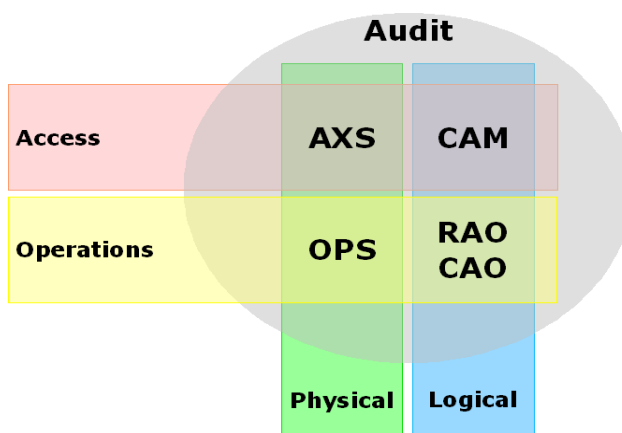 Audit
Access
AXS
CAM
Operations
OPS
RAO
CAO
Physical
Logical